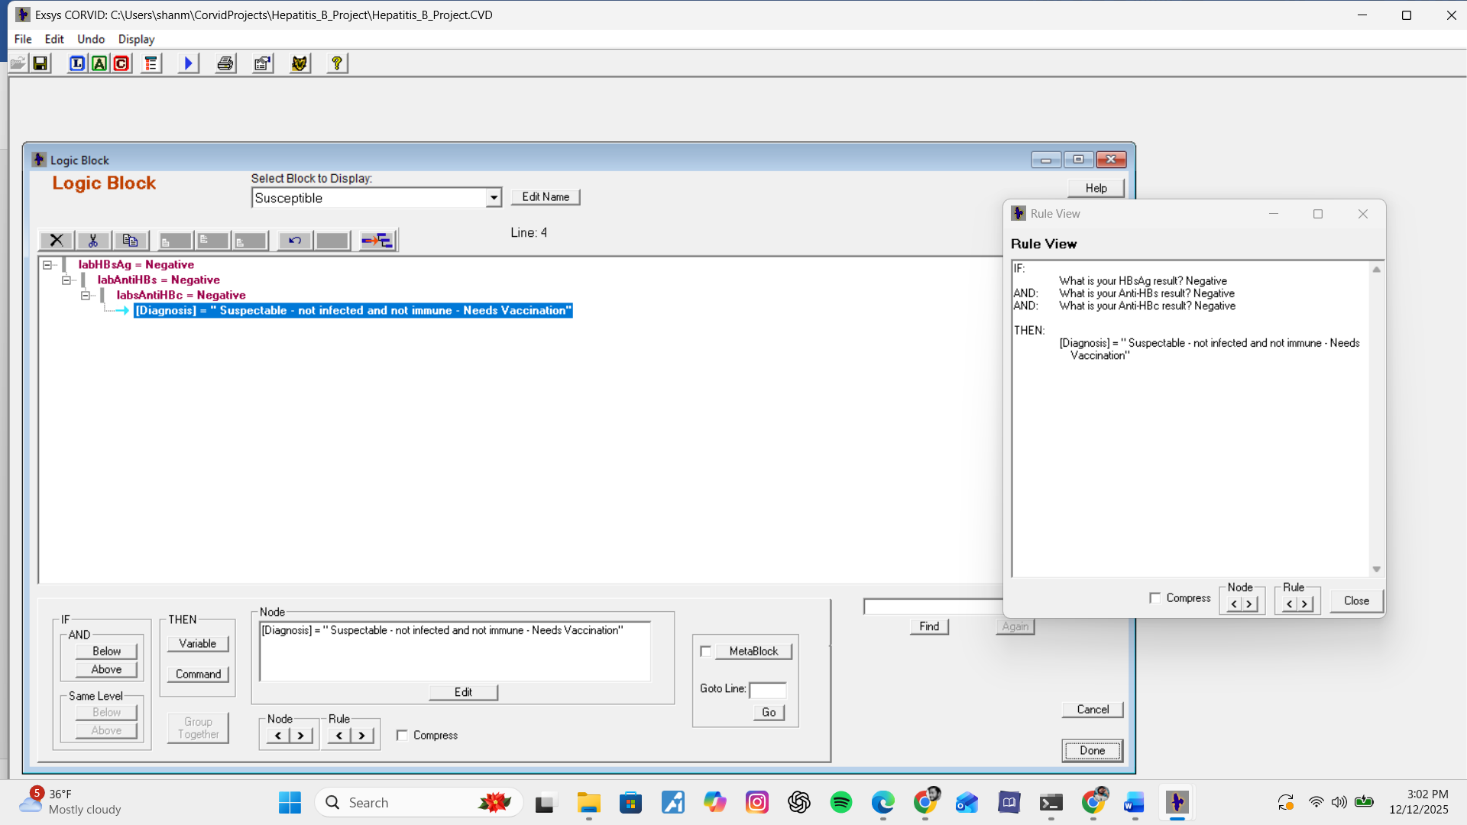 Exsys CORVID: C:\Users\shanm\CorvidProjects\Hepatitis_B_Project\Hepatitis_B_Project.CVD
File Edit Undo Display
L A C
Logic Block
Logic Block
Select Block to Display:
Susceptible
Edit Name
Help
Line: 4
labHBsAg = Negative
labAntiHBs = Negative
labsAntiHBc = Negative
[Diagnosis] = " Suspectable - not infected and not immune - Needs Vaccination"
IF
AND
Below
Above
Same Level
Below
Above
THEN
Variable
Command
Group
Together
Node
[Diagnosis] = " Suspectable - not infected and not immune - Needs Vaccination"
Edit
Node
< >
Rule
< >
Compress
MetaBlock
Goto Line:
Go
Find
Again
Cancel
Done
Rule View
Rule View
IF:
What is your HBsAg result? Negative
AND: What is your Anti-HBs result? Negative
AND: What is your Anti-HBc result? Negative
THEN:
[Diagnosis] = " Suspectable - not infected and not immune - Needs
Vaccination"
Compress
Node
< >
Rule
< >
Close
5
36°F
Mostly cloudy
Search
3:02 PM
12/12/2025